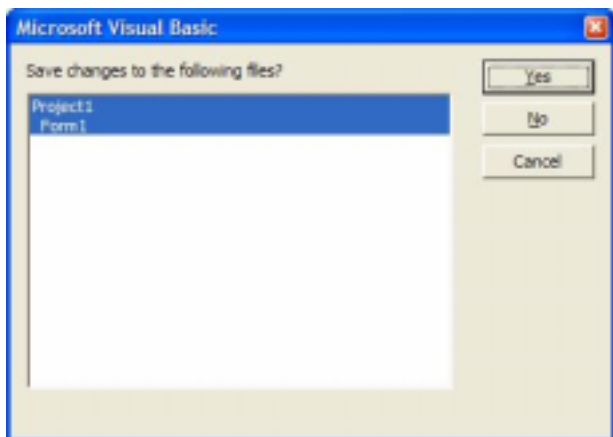 Microsoft Visual Basic
Save changes to the following files?
Yes
Project1
Form1
No
Cancel